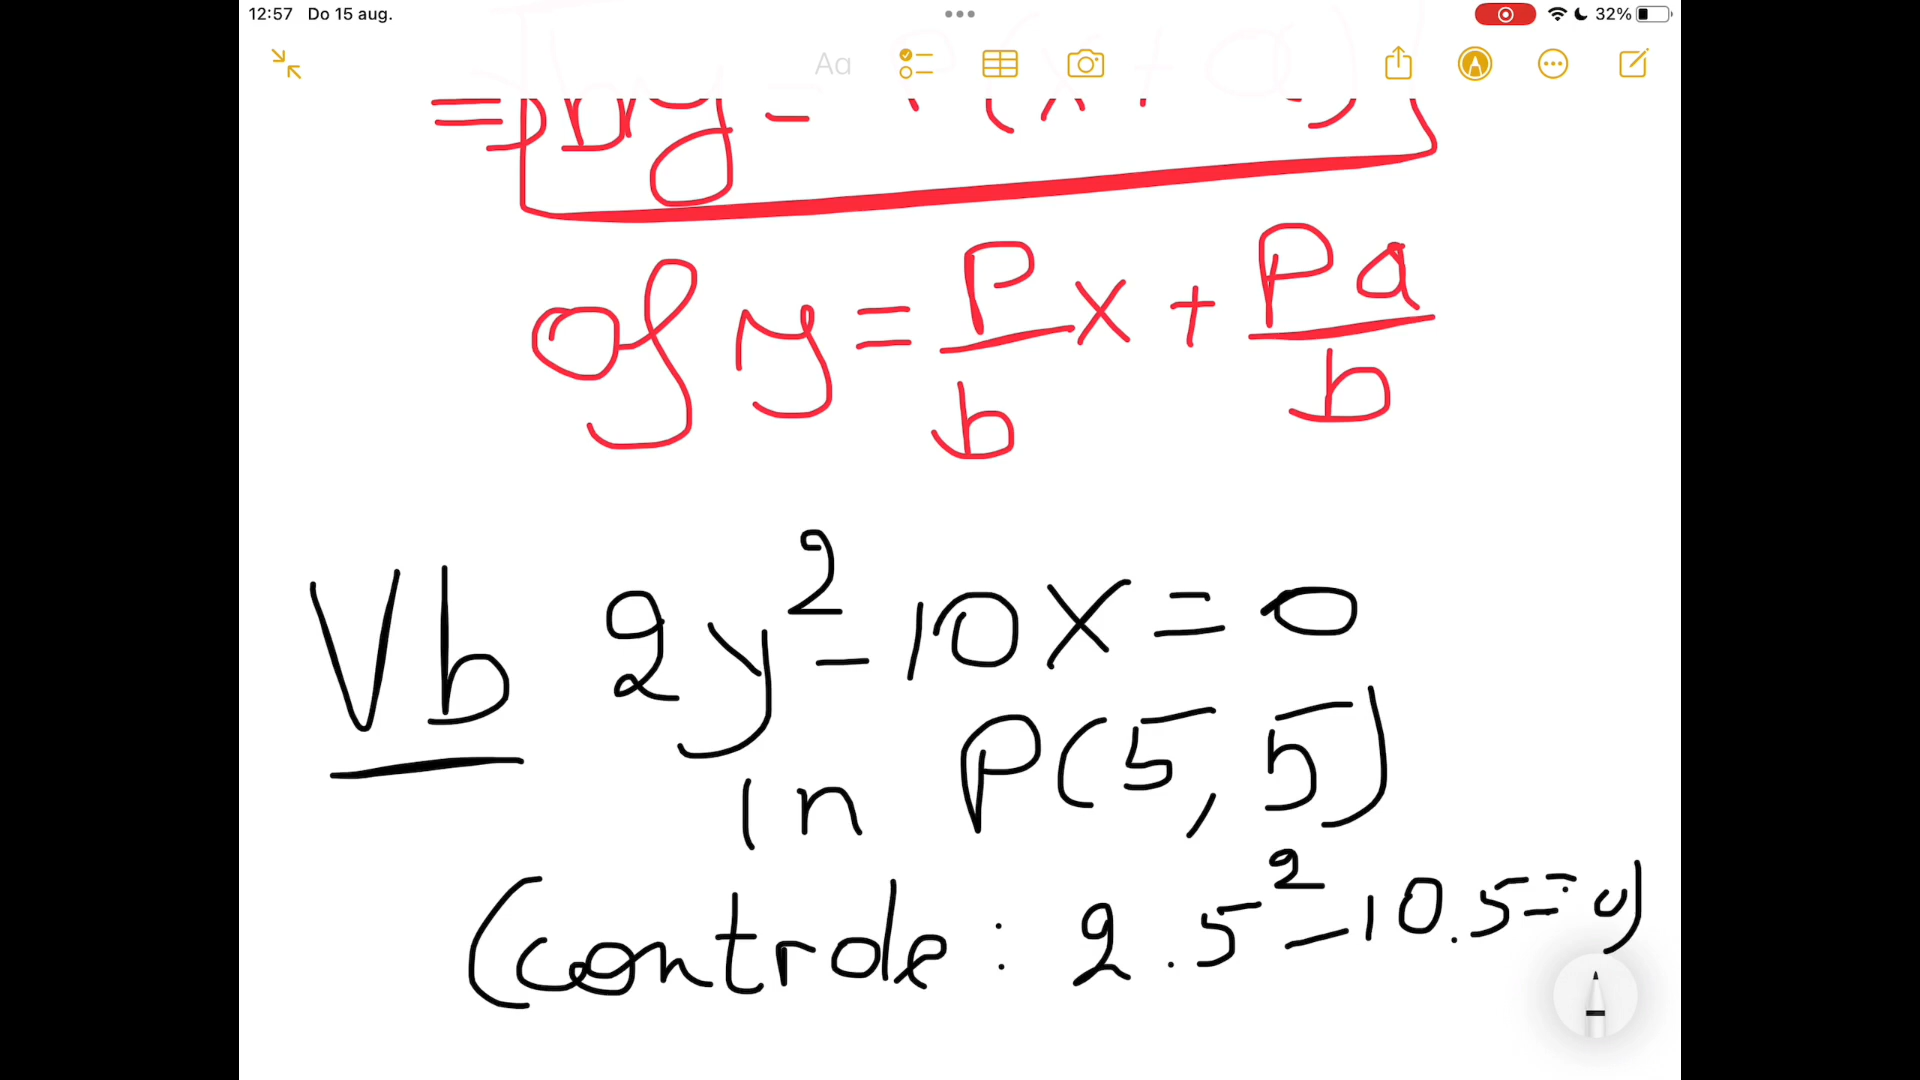 12:57 Do 15 aug.
32%
Aa
of y = P/b x + Pa/b
Vb 2y² - 10x = 0
in P(5, 5)
(controle : 2 . 5² - 10 . 5 = 0)